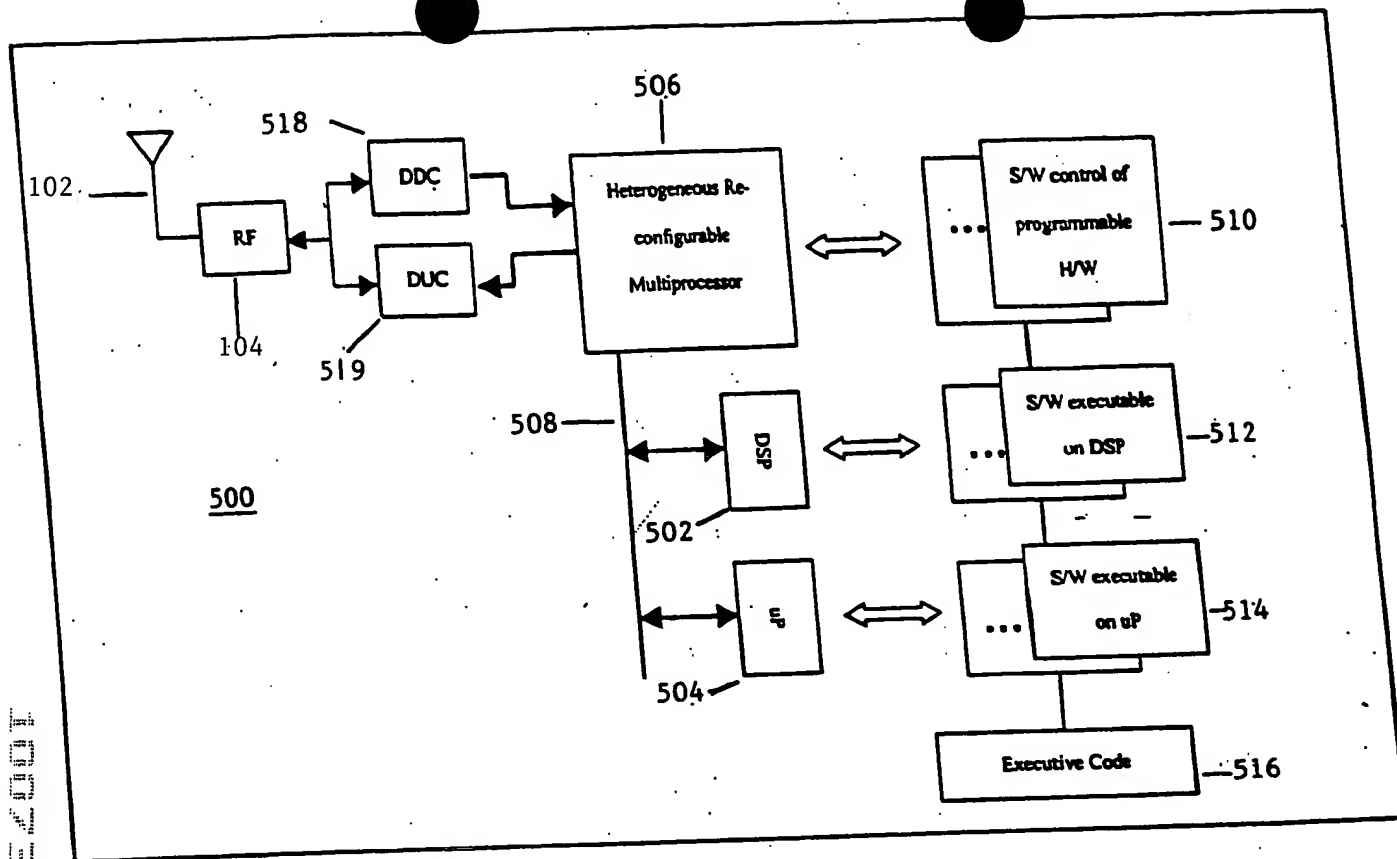 506
518
DDC
102
RF
DUC
104
519
Heterogeneous Re-
configurable
Multiprocessor
...
S/W control of
programmable
H/W
510
508
DSP
...
S/W executable
un DSP
512
500
502
uP
...
S/W executable
on uP
514
504
Executive Code
516